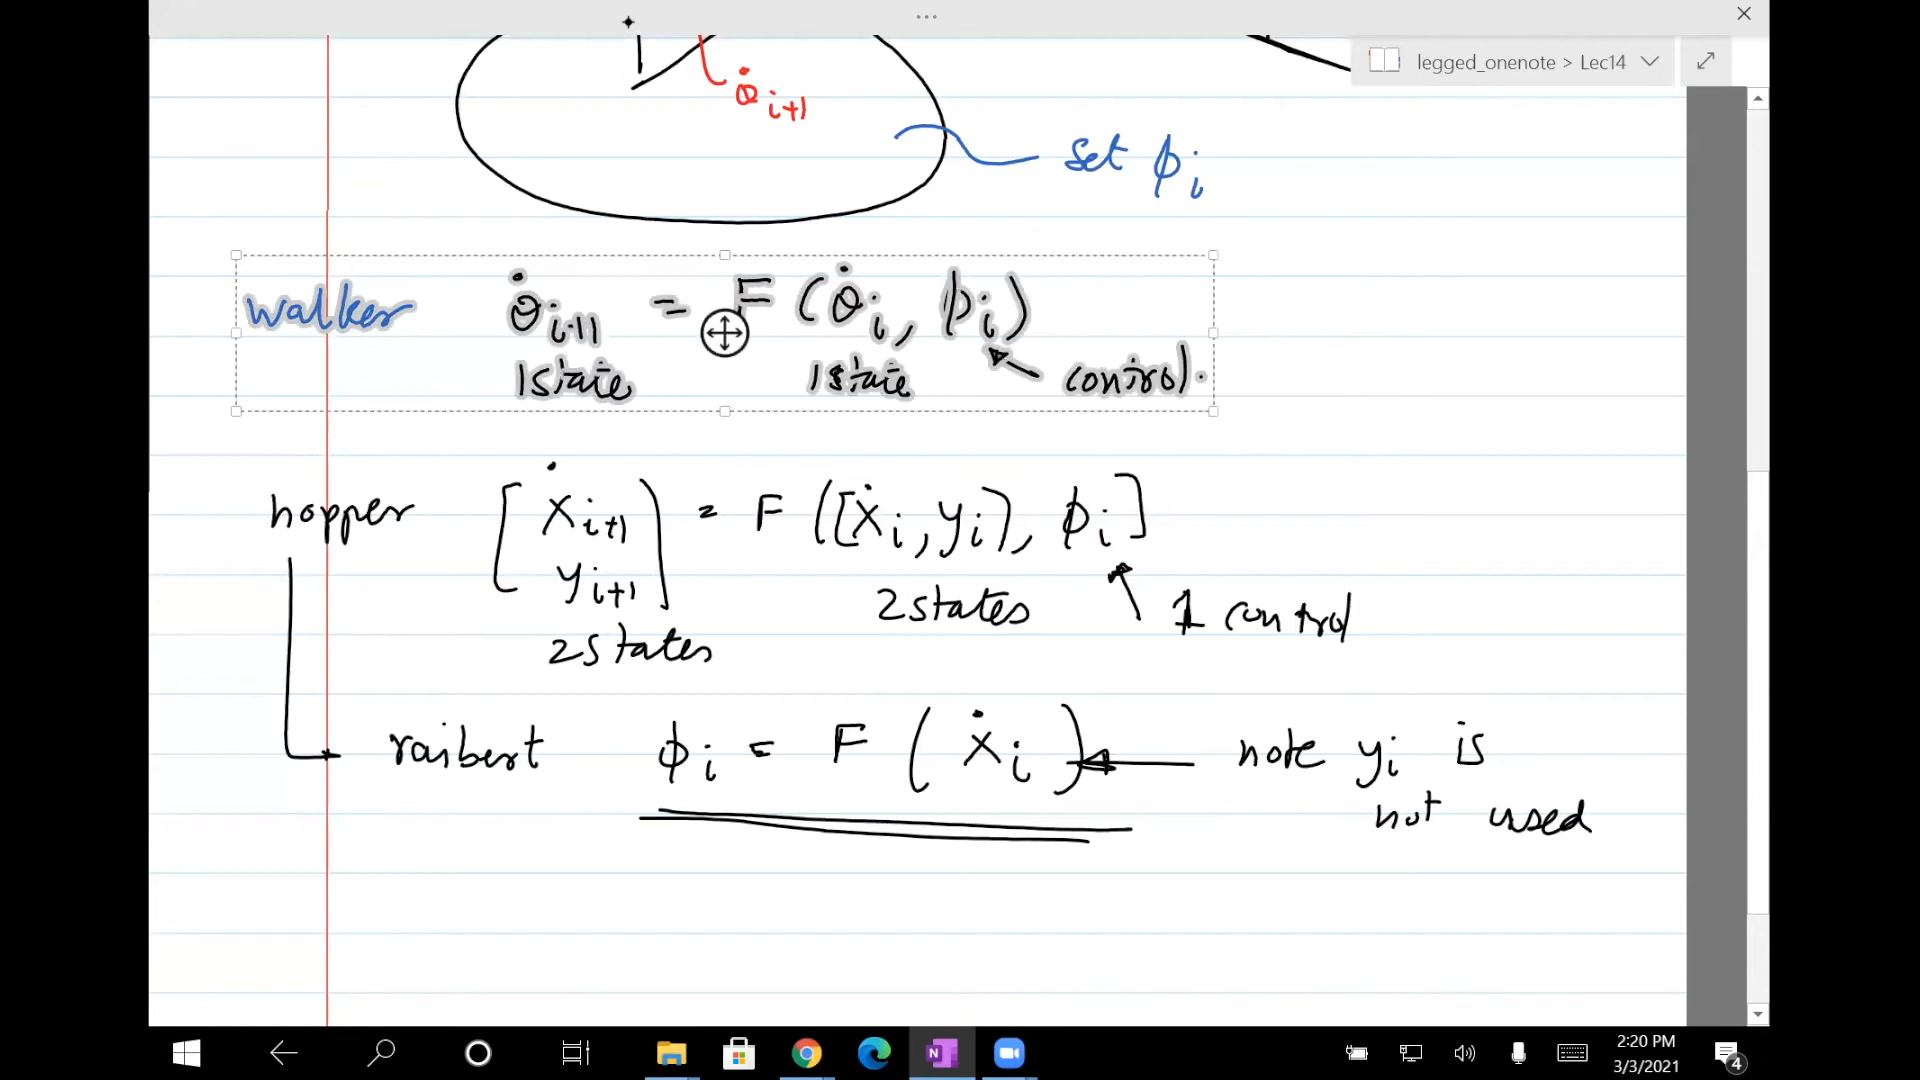 legged_onenote > Lec14
θ̇ i+1
Set ϕi
walker θ̇i+1 = F (θ̇i, ϕi)
1state 1state control.
hopper [ẋi+1 = F ([ẋi, yi), ϕi]
yi+1)
2states 2states 1 control
raibert ϕi = F (ẋi) note yi is
not used
2:20 PM
3/3/2021
4